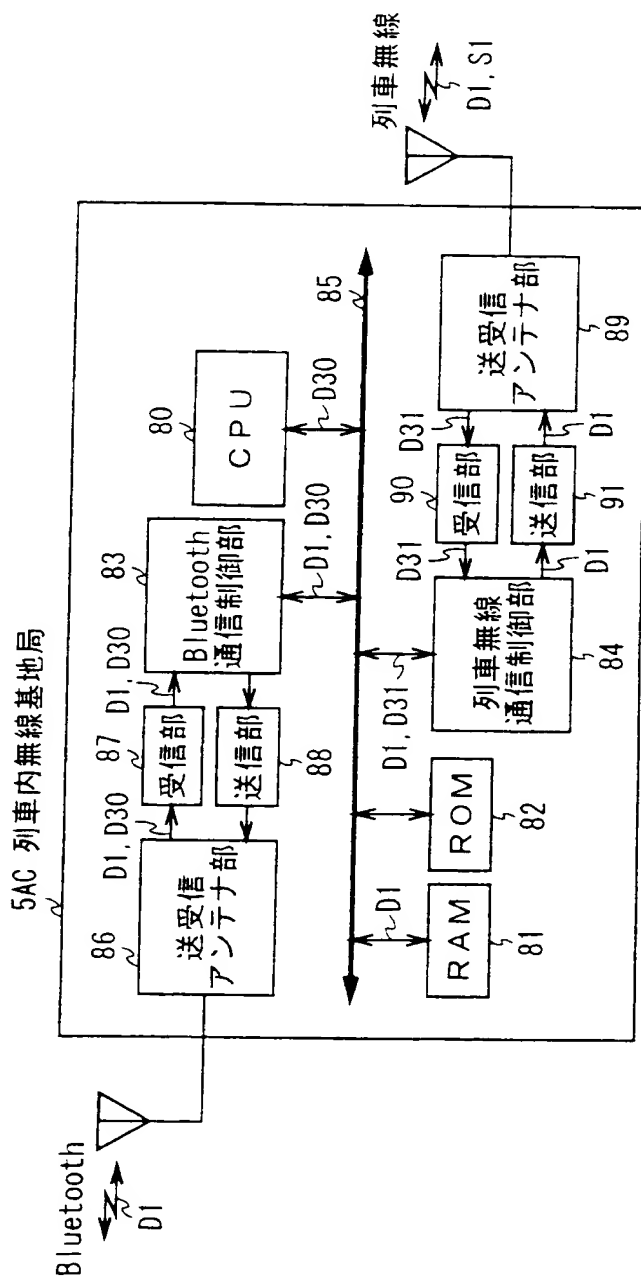 5AC 列車内無線基地局
Bluetooth
D1
86
送受信
アンテナ部
D1, D30
87
受信部
D1, D30
送信部
88
83
Bluetooth
通信制御部
D1, D30
80
CPU
D30
85
RAM
81
D1
ROM
82
D1, D31
列車無線
通信制御部
84
D31
90
受信部
D31
D1
送信部
91
D1
送受信
アンテナ部
89
列車無線
D1, S1